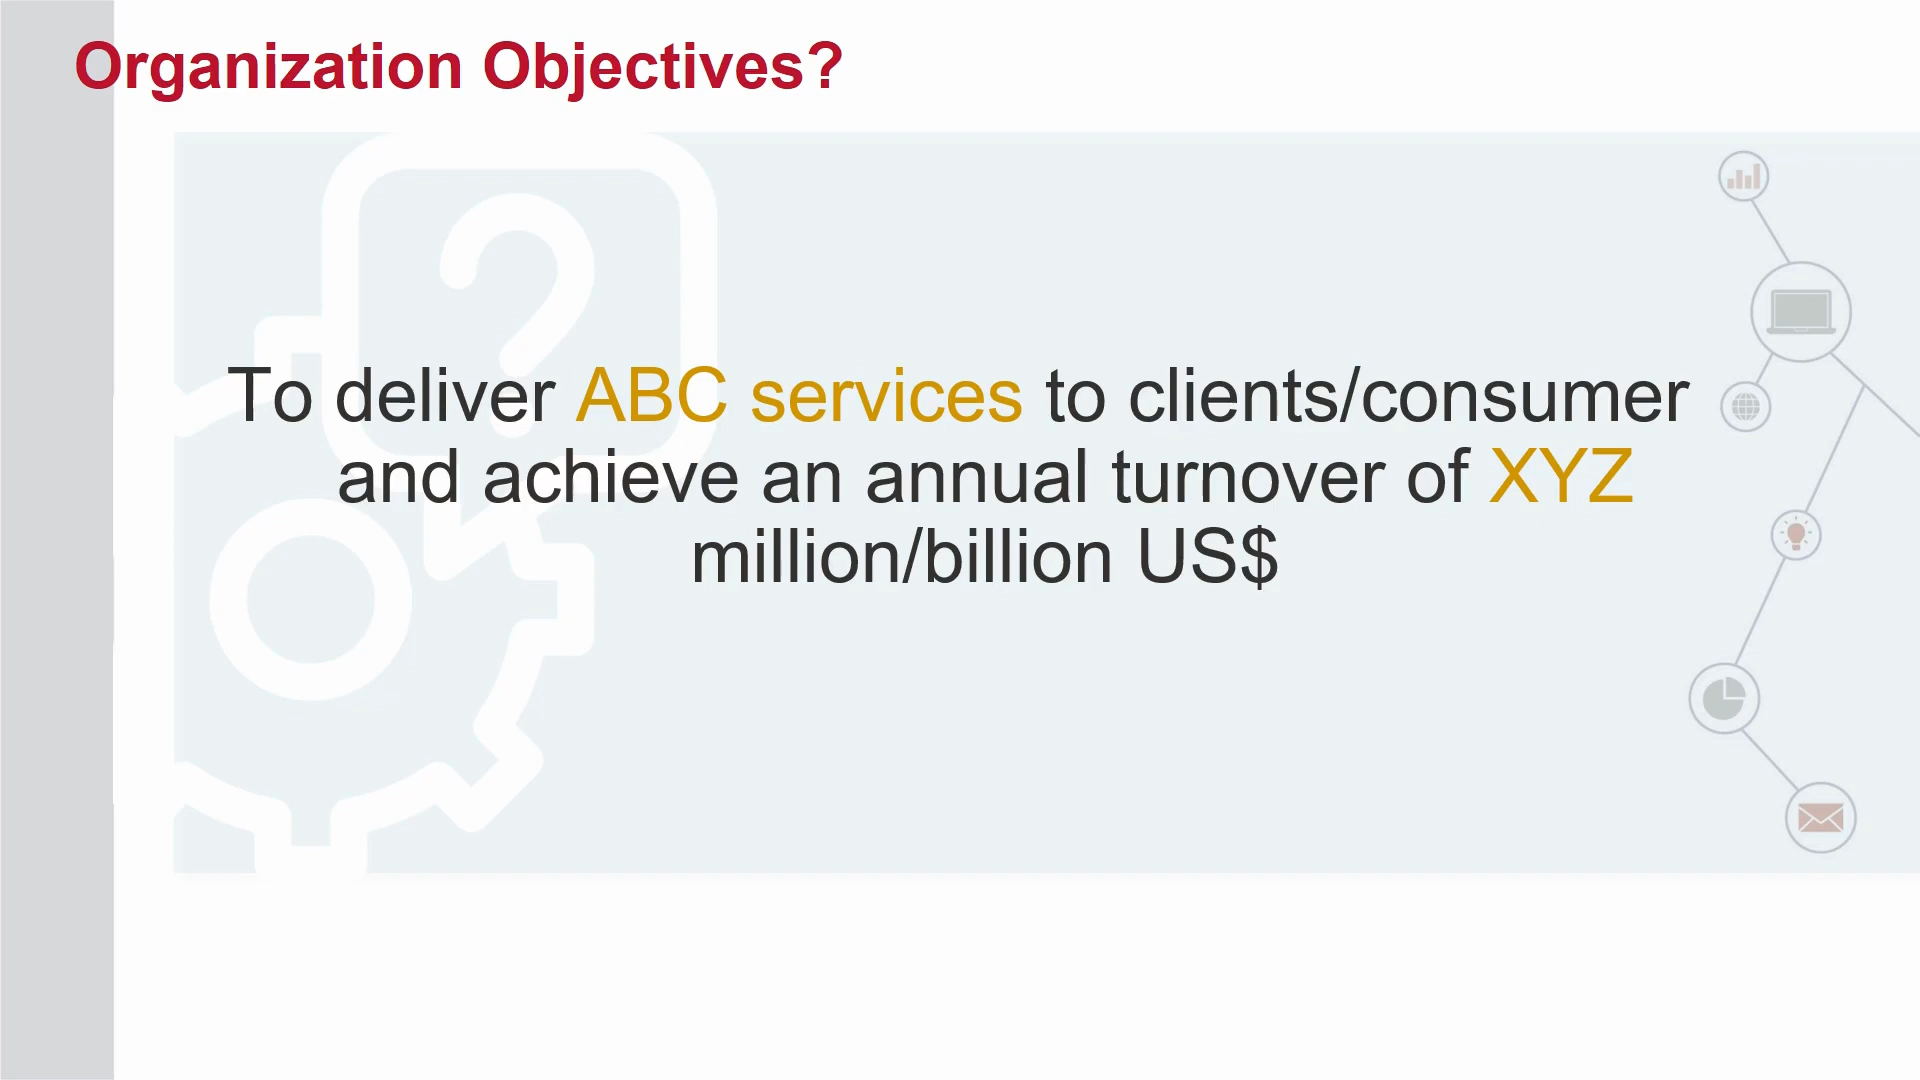 Organization Objectives?
To deliver ABC services to clients/consumer
and achieve an annual turnover of XYZ
million/billion US$